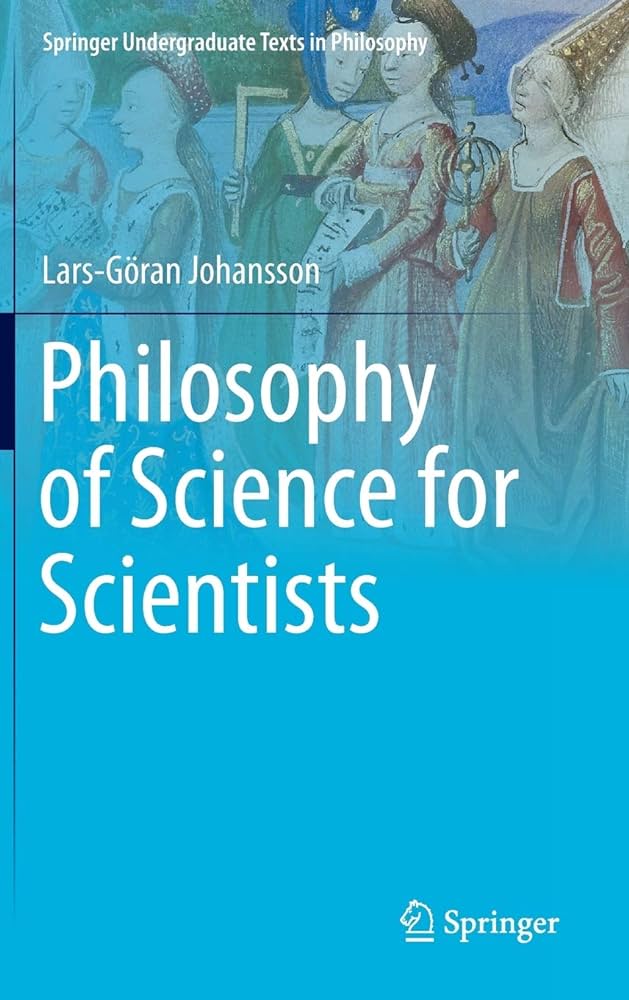 Springer Undergraduate Texts in Philosophy
Lars-Göran Johansson
Philosophy
of Science for
Scientists
Springer